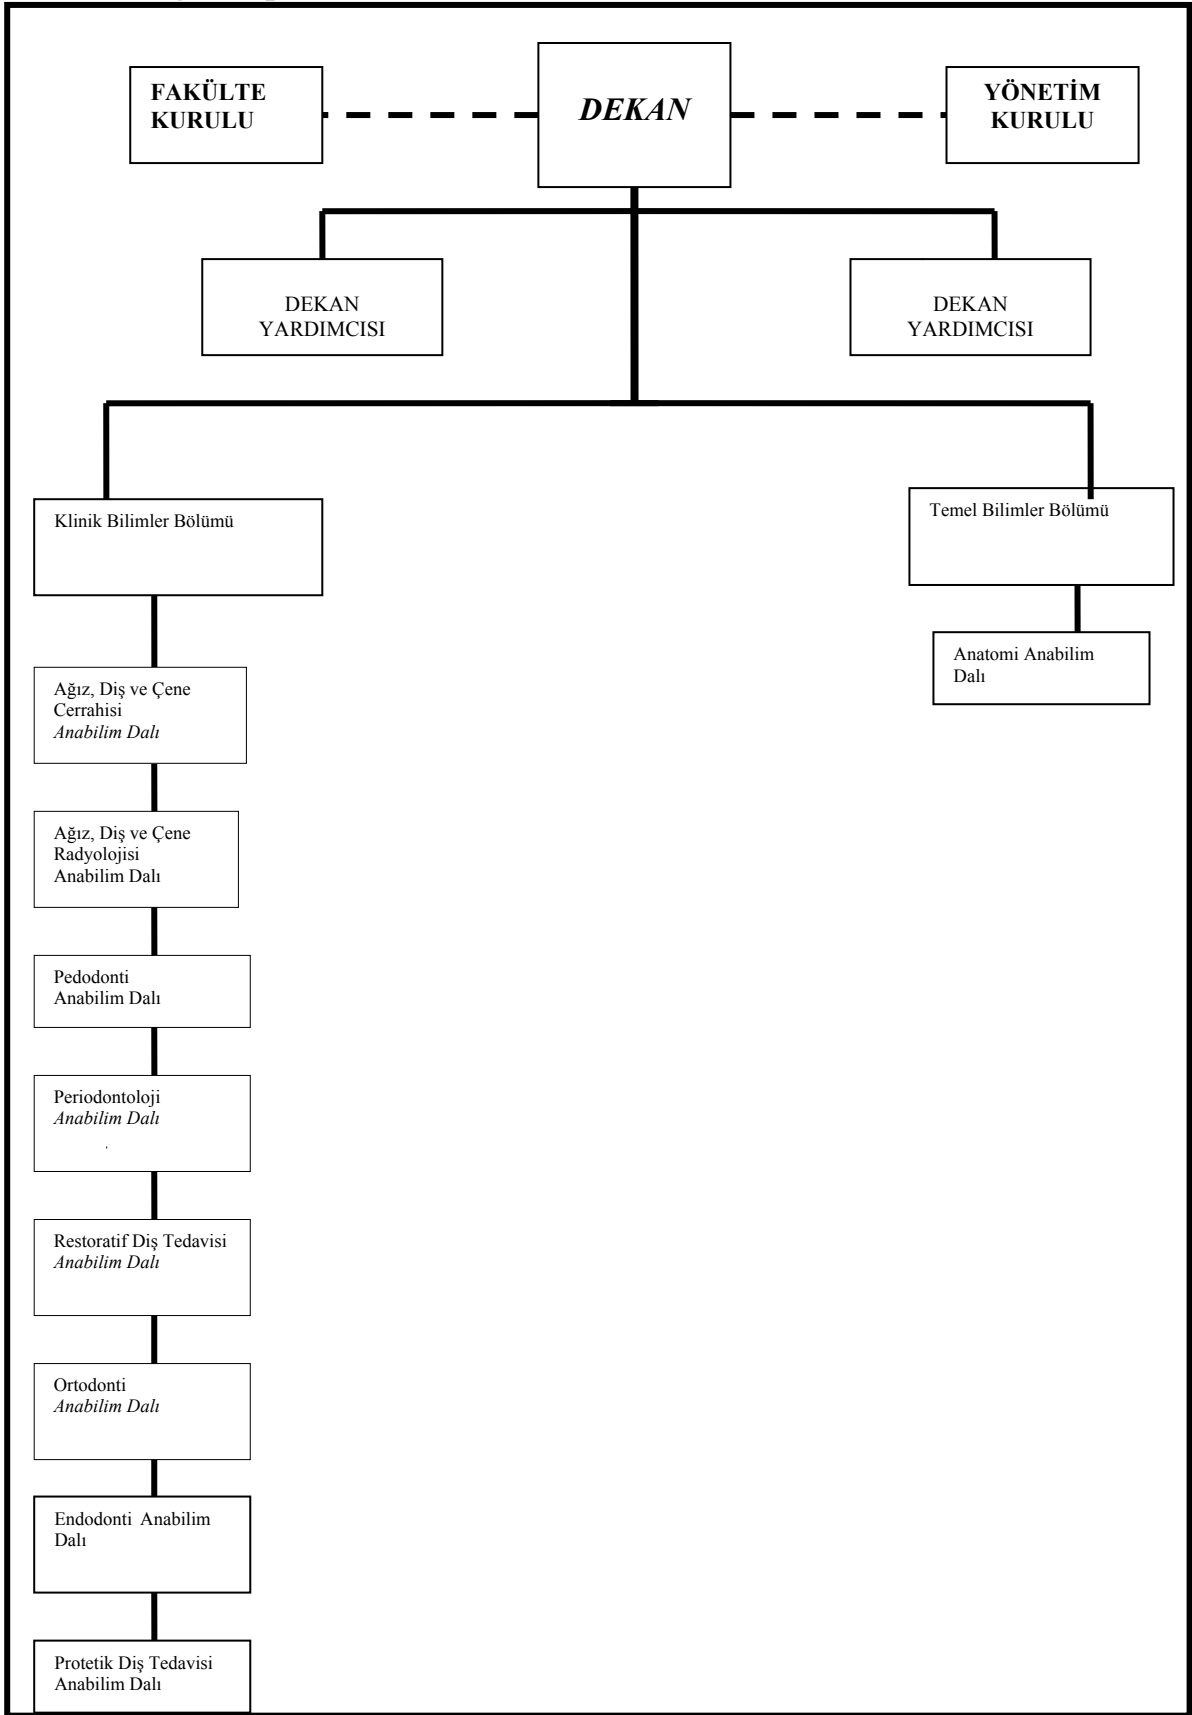 FAKÜLTE
KURULU
DEKAN
YÖNETİM
KURULU
DEKAN
YARDIMCISI
DEKAN
YARDIMCISI
Klinik Bilimler Bölümü
Temel Bilimler Bölümü
Anatomi Anabilim
Dalı
Ağız, Diş ve Çene
Cerrahisi
Anabilim Dalı
Ağız, Diş ve Çene
Radyolojisi
Anabilim Dalı
Pedodonti
Anabilim Dalı
Periodontoloji
Anabilim Dalı
Restoratif Diş Tedavisi
Anabilim Dalı
Ortodonti
Anabilim Dalı
Endodonti Anabilim
Dalı
Protetik Diş Tedavisi
Anabilim Dalı